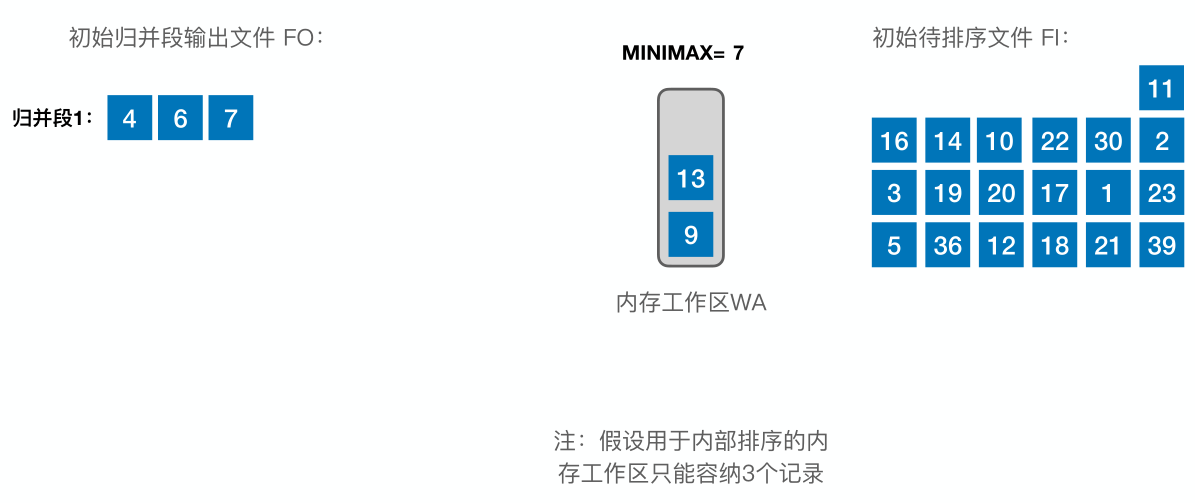 初始归并段输出文件 FO：
MINIMAX= 7
初始待排序文件 FI：
归并段1： 4 6 7
13
9
内存工作区WA
11
16 14 10 22 30 2
3 19 20 17 1 23
5 36 12 18 21 39
注：假设用于内部排序的内
存工作区只能容纳3个记录